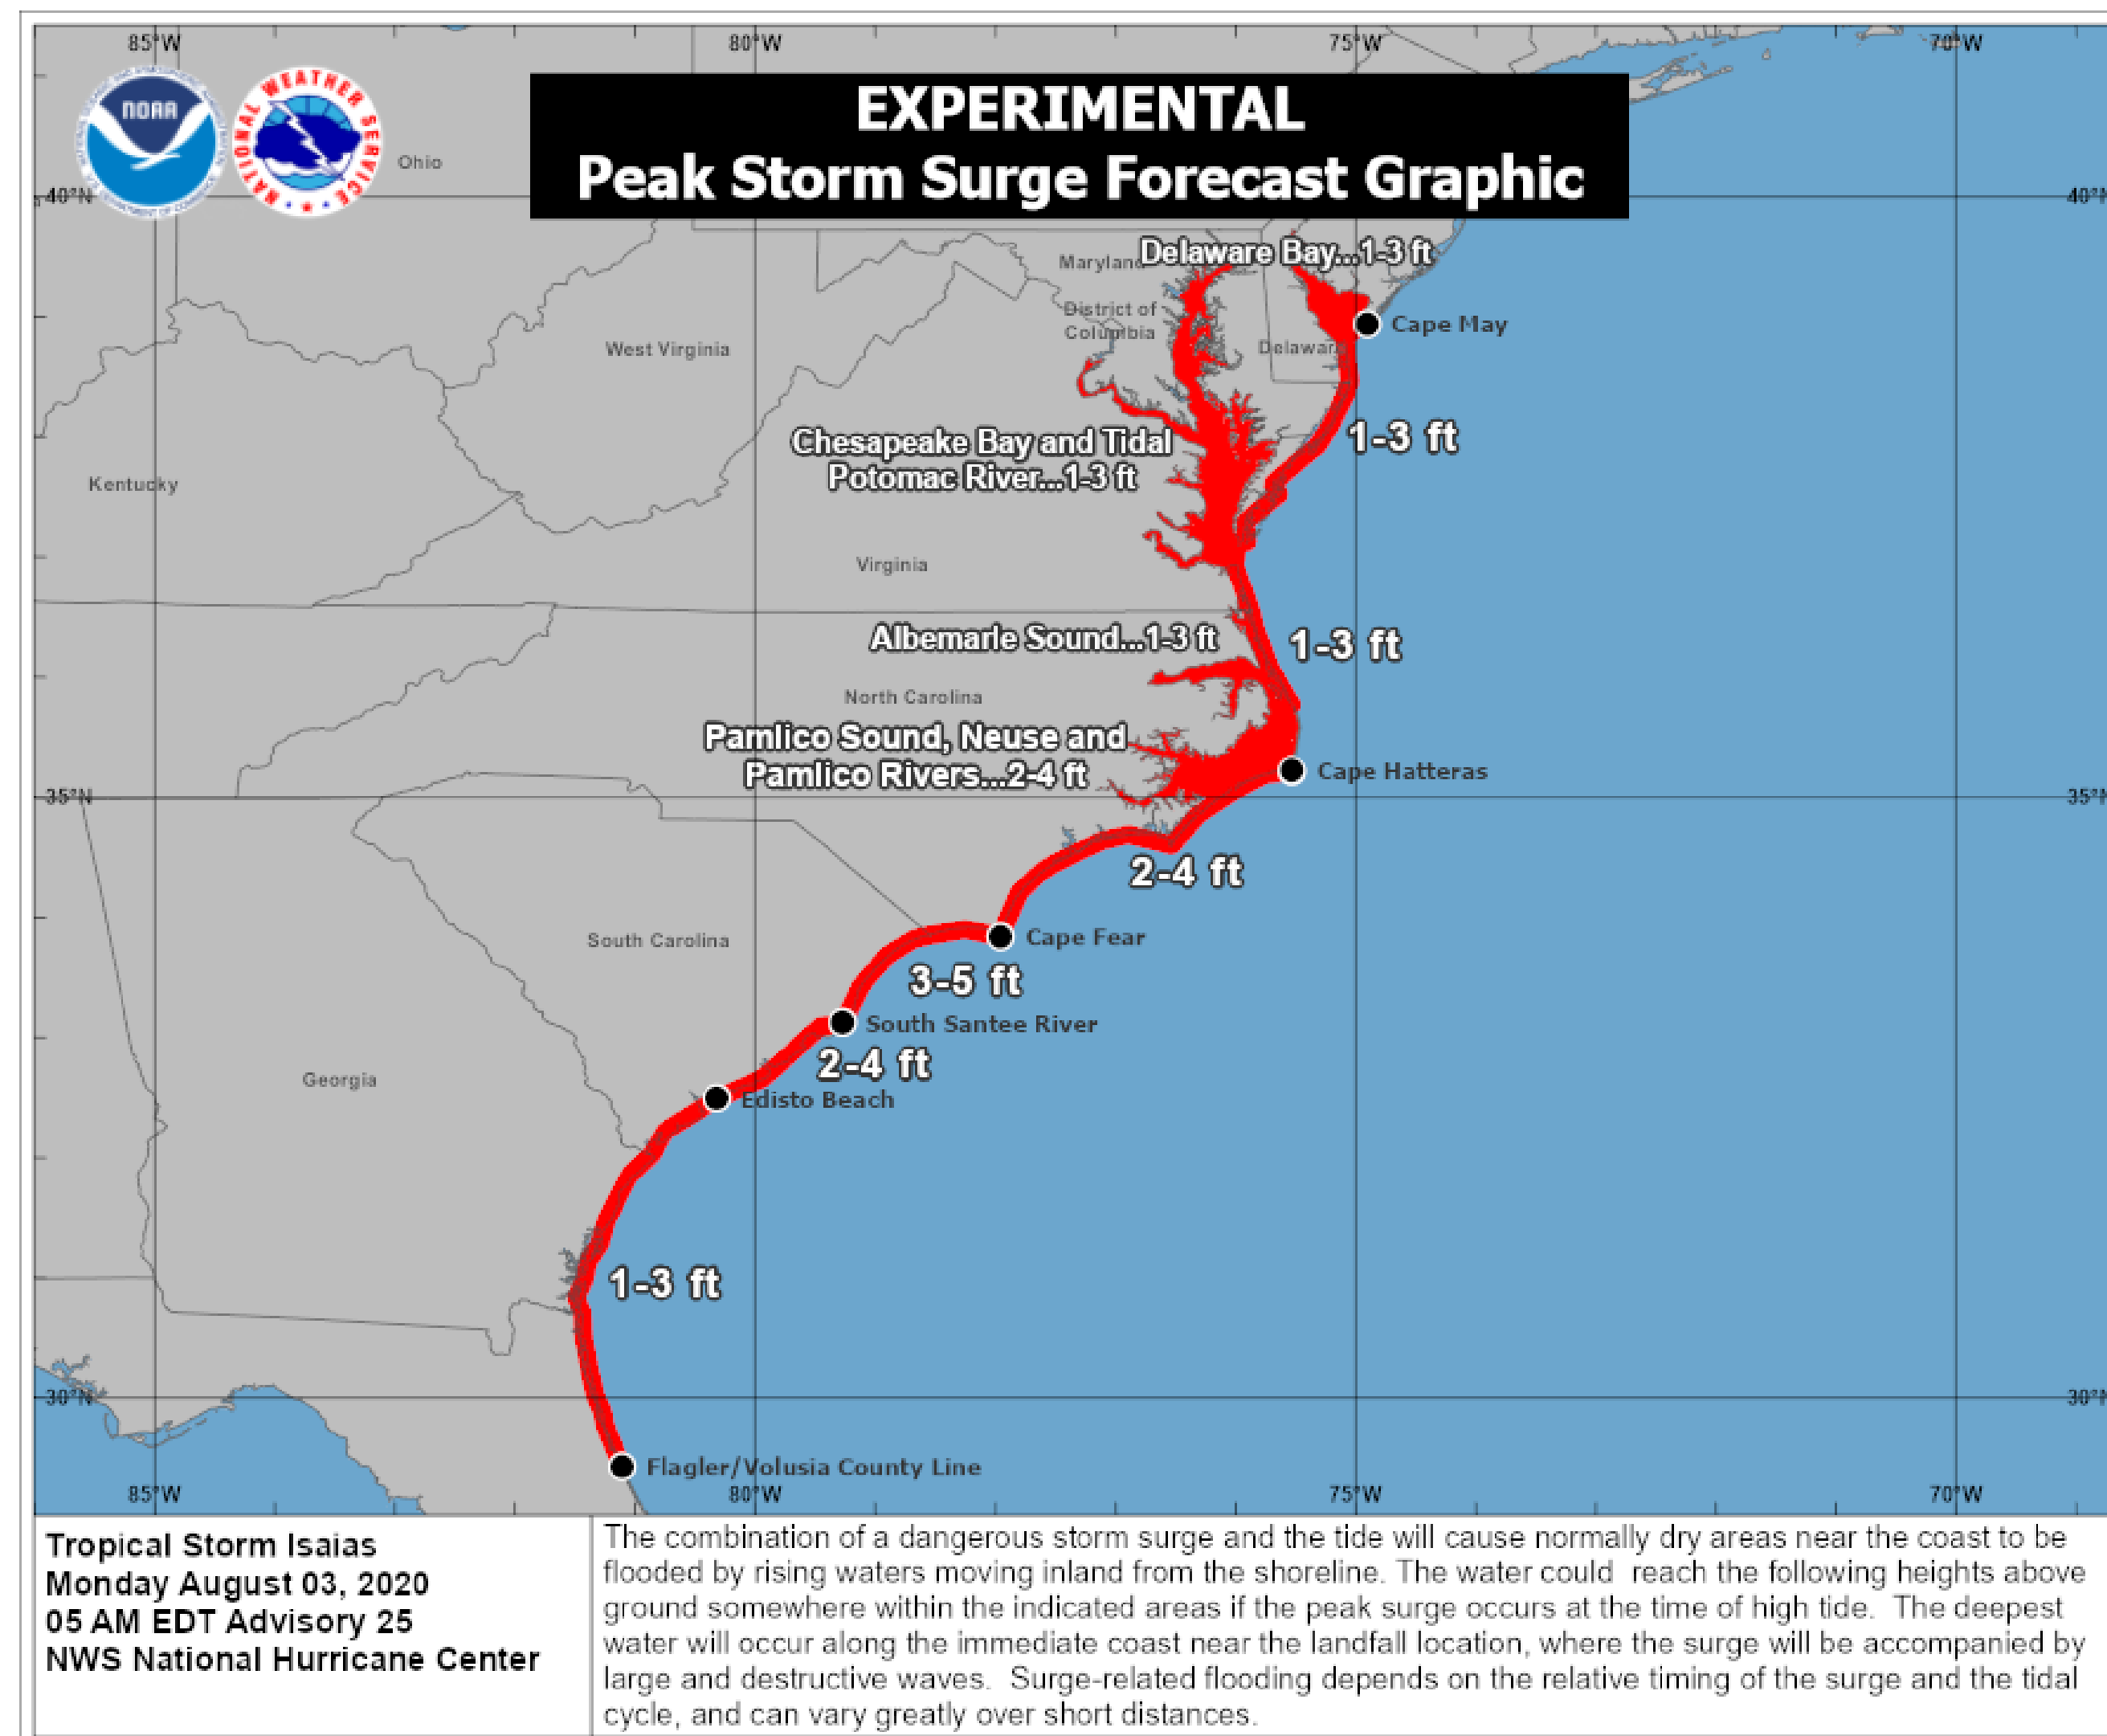 85°W 80°W 75°W 70°W
NOAA
NATIONAL WEATHER SERVICE
EXPERIMENTAL
Peak Storm Surge Forecast Graphic
Ohio
40°N
Delaware Bay...1-3 ft
Maryland
District of
Columbia
Cape May
West Virginia
Delaware
1-3 ft
Chesapeake Bay and Tidal
Potomac River...1-3 ft
Kentucky
Virginia
Albemarle Sound...1-3 ft
1-3 ft
North Carolina
Pamlico Sound, Neuse and
Pamlico Rivers...2-4 ft
Cape Hatteras
35°N
2-4 ft
South Carolina
Cape Fear
3-5 ft
South Santee River
2-4 ft
Georgia
Edisto Beach
1-3 ft
30°N
Flagler/Volusia County Line
85°W 80°W 75°W 70°W
Tropical Storm Isaias
Monday August 03, 2020
05 AM EDT Advisory 25
NWS National Hurricane Center
The combination of a dangerous storm surge and the tide will cause normally dry areas near the coast to be
flooded by rising waters moving inland from the shoreline. The water could  reach the following heights above
ground somewhere within the indicated areas if the peak surge occurs at the time of high tide.  The deepest
water will occur along the immediate coast near the landfall location, where the surge will be accompanied by
large and destructive waves.  Surge-related flooding depends on the relative timing of the surge and the tidal
cycle, and can vary greatly over short distances.